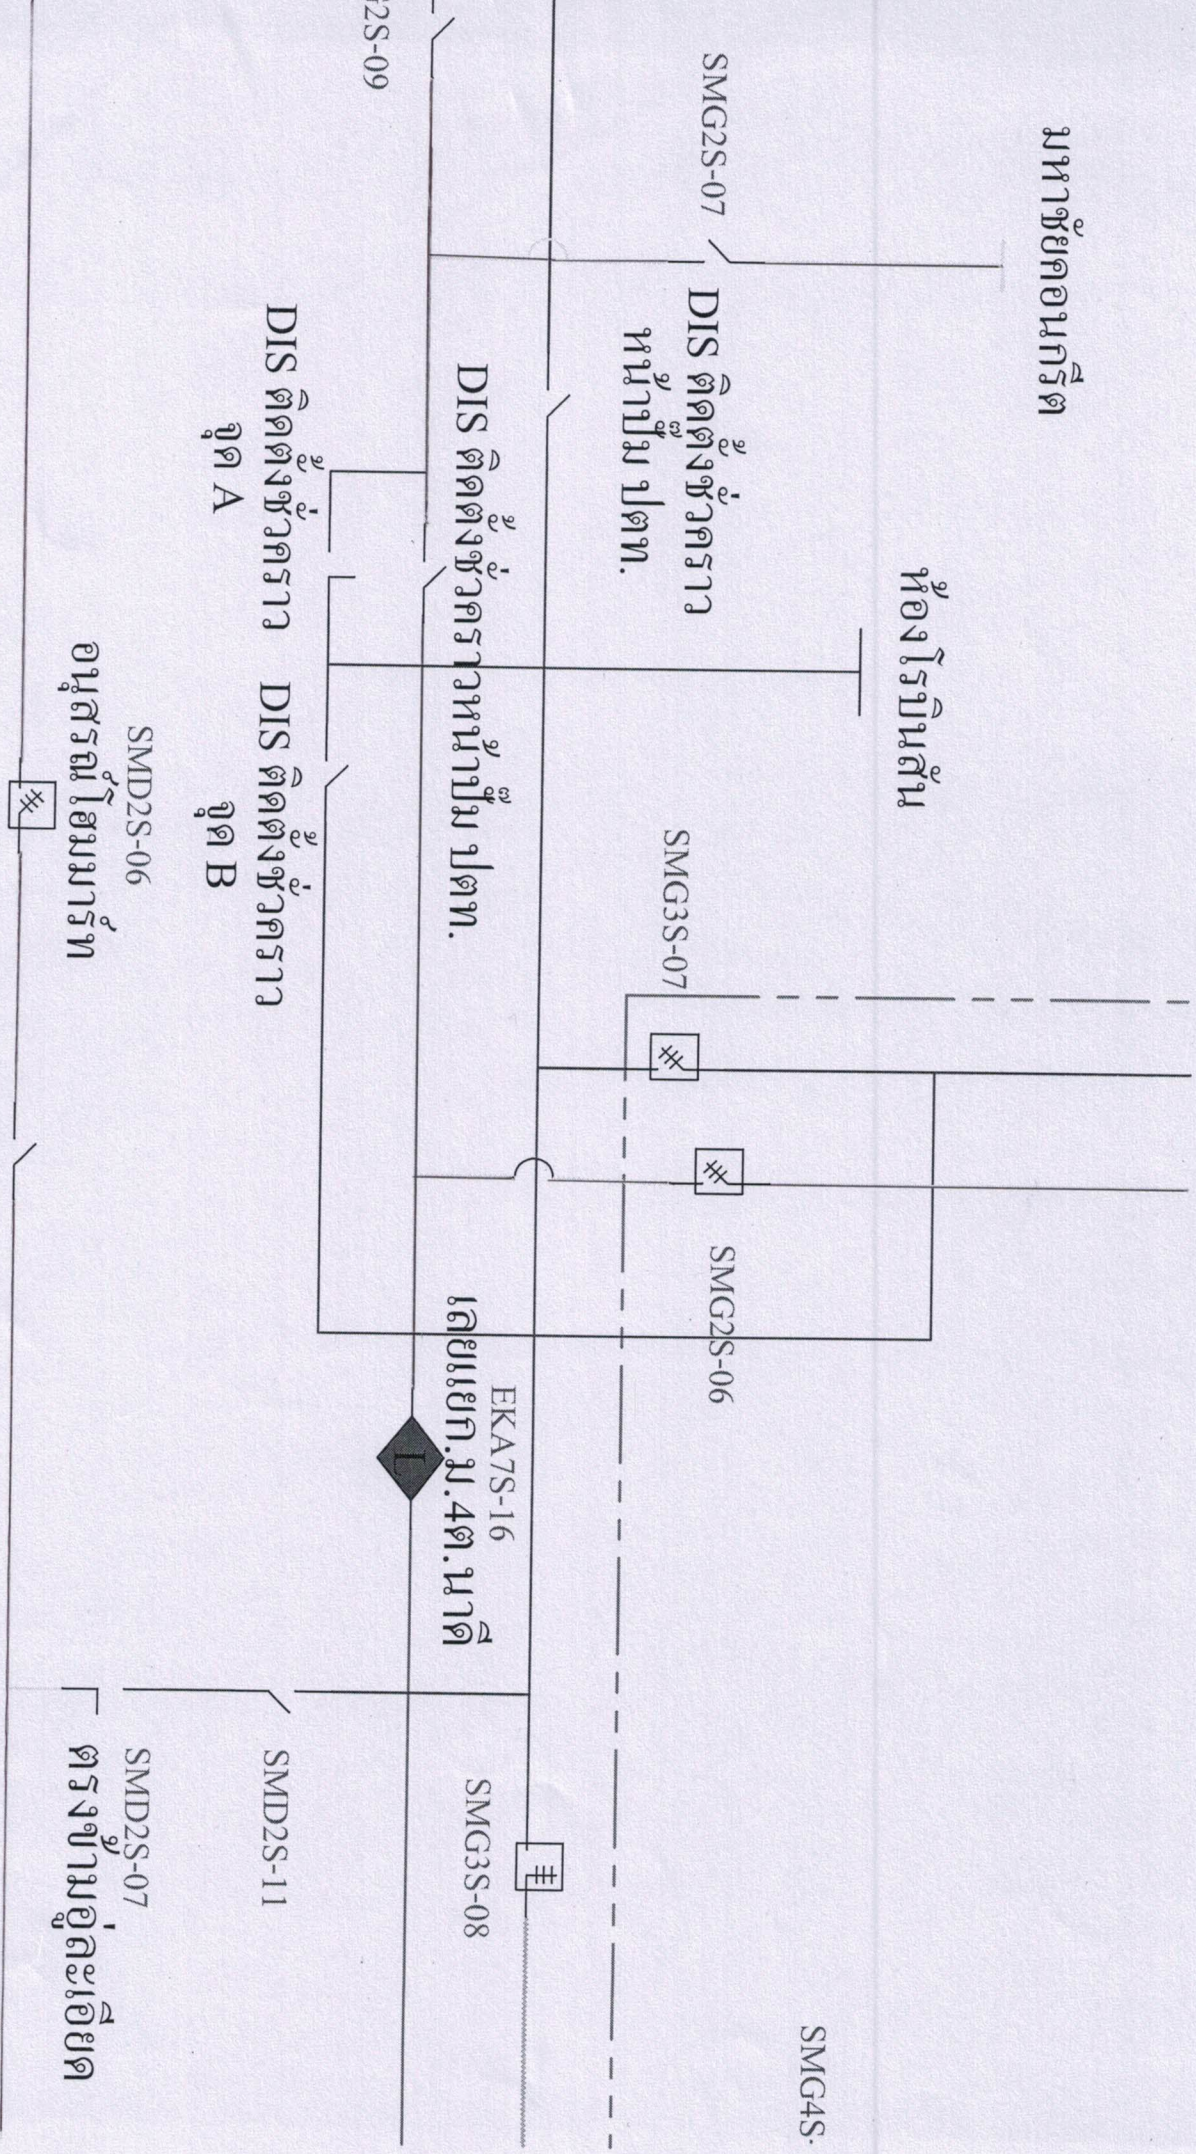 มหาชัยคอนกรีต
ห้องโรบินสัน
SMG2S-07
DIS ติดตั้งชั่วคราว
หน้าปั๊ม ปตท.
SMG3S-07
SMG2S-06
SMG4S-
2S-09
DIS ติดตั้งชั่วคราวหน้าปั๊ม ปตท.
EKA7S-16
เลยแยก.ม.4ต.นาดี
L
SMG3S-08
DIS ติดตั้งชั่วคราว
จุด A
DIS ติดตั้งชั่วคราว
จุด B
SMD2S-11
SMD2S-06
อนุสรณ์โฮมมาร์ท
SMD2S-07
ตรงข้ามอู่ละเอียด